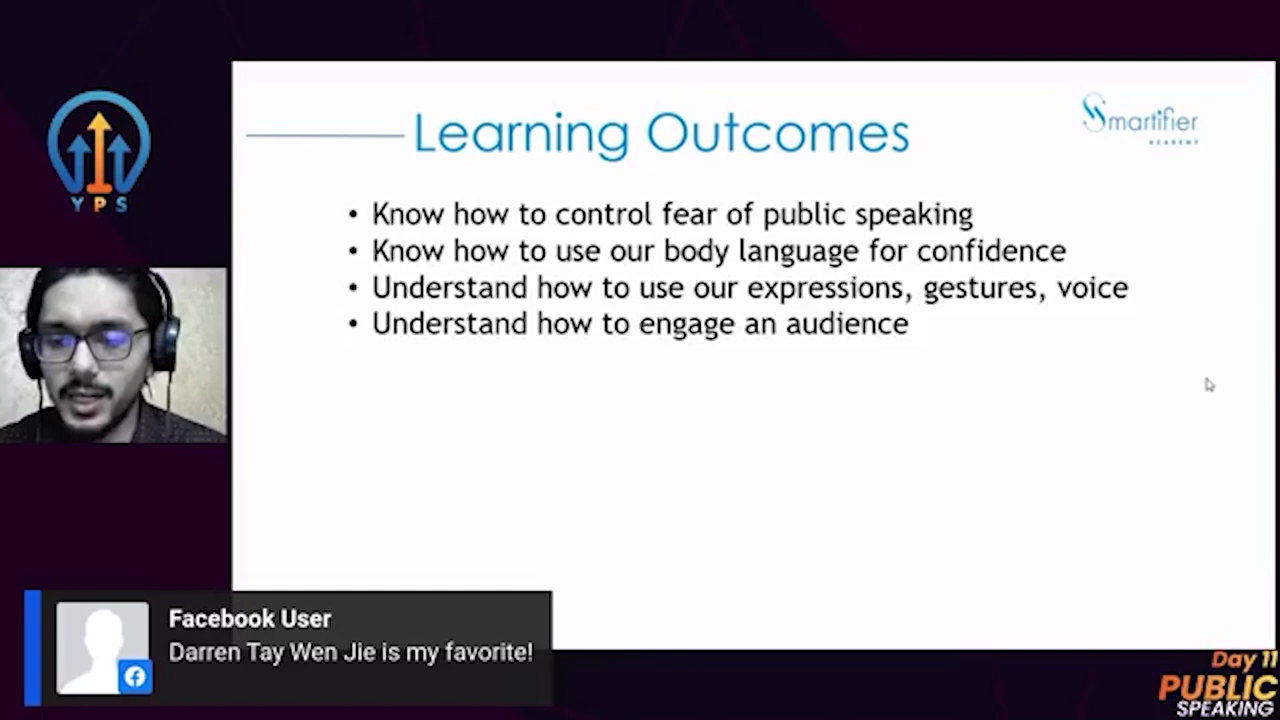 Learning Outcomes
Smartifier
ACADEMY
YPS
• Know how to control fear of public speaking
• Know how to use our body language for confidence
• Understand how to use our expressions, gestures, voice
• Understand how to engage an audience
Facebook User
Darren Tay Wen Jie is my favorite!
Day 11
PUBLIC
SPEAKING